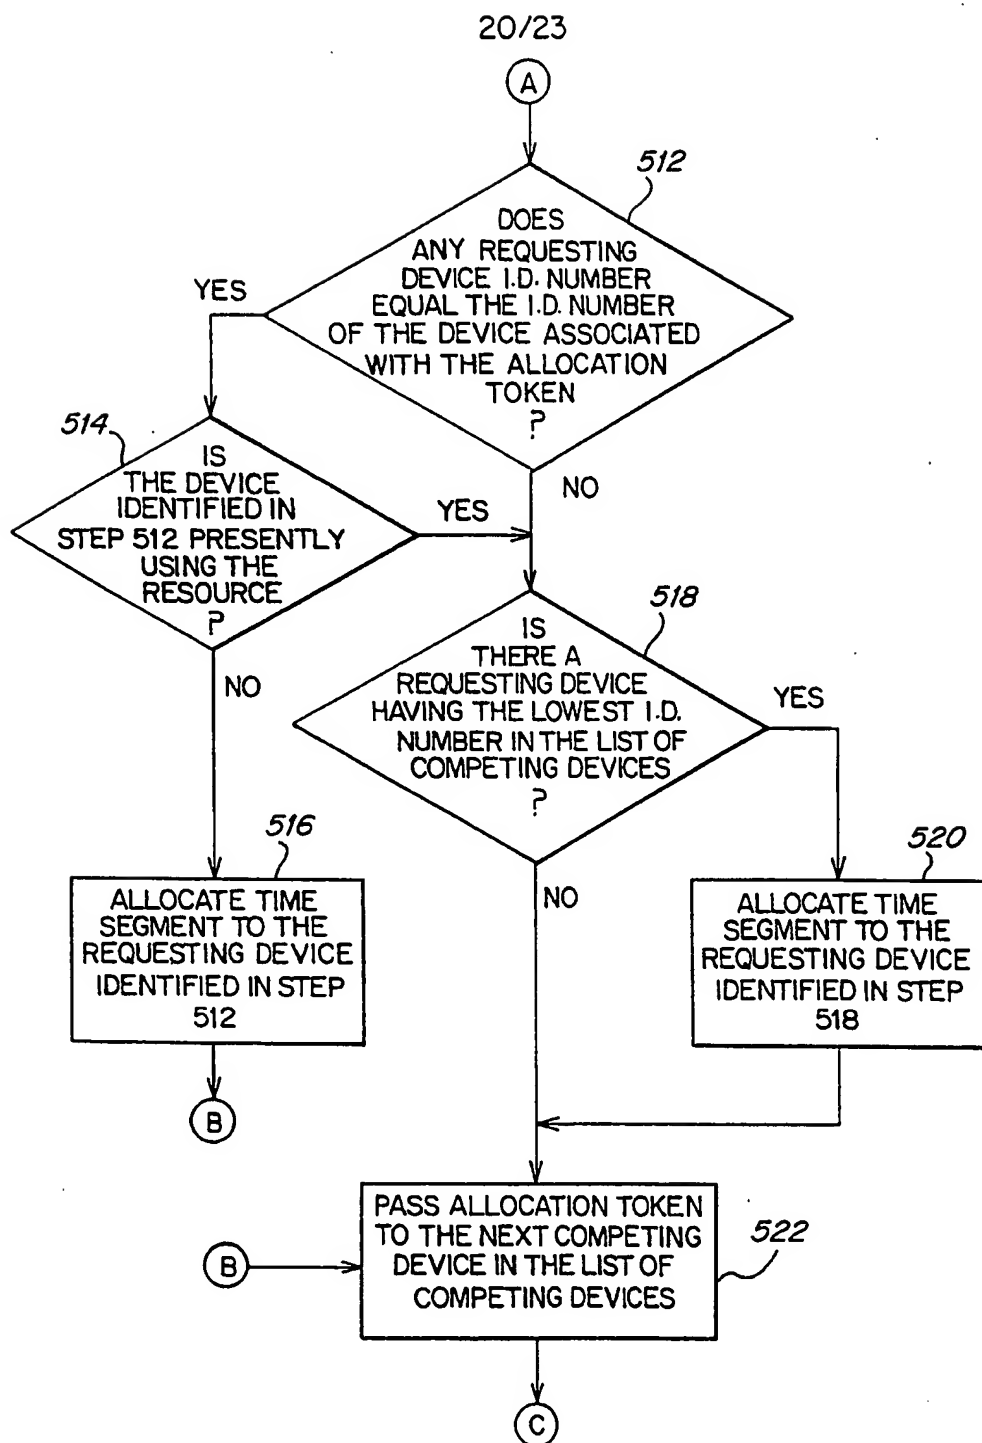 20/23
A
512
DOES
ANY REQUESTING
DEVICE I.D. NUMBER
EQUAL THE I.D. NUMBER
OF THE DEVICE ASSOCIATED
WITH THE ALLOCATION
TOKEN
?
YES
NO
514
IS
THE DEVICE
IDENTIFIED IN
STEP 512 PRESENTLY
USING THE
RESOURCE
?
YES
NO
518
IS
THERE A
REQUESTING DEVICE
HAVING THE LOWEST I.D.
NUMBER IN THE LIST OF
COMPETING DEVICES
?
YES
NO
516
ALLOCATE TIME
SEGMENT TO THE
REQUESTING DEVICE
IDENTIFIED IN STEP
512
B
520
ALLOCATE TIME
SEGMENT TO THE
REQUESTING DEVICE
IDENTIFIED IN STEP
518
B
PASS ALLOCATION TOKEN
TO THE NEXT COMPETING
DEVICE IN THE LIST OF
COMPETING DEVICES
522
C